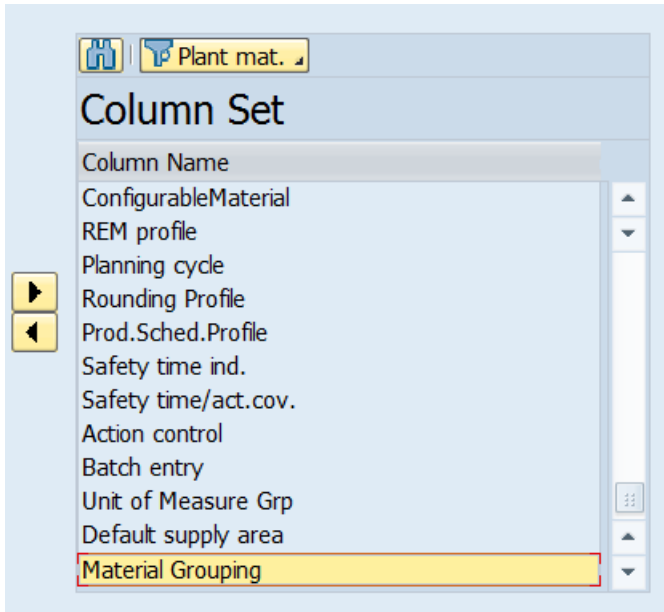 Plant mat.
Column Set
Column Name
ConfigurableMaterial
REM profile
Planning cycle
Rounding Profile
Prod.Sched.Profile
Safety time ind.
Safety time/act.cov.
Action control
Batch entry
Unit of Measure Grp
Default supply area
Material Grouping